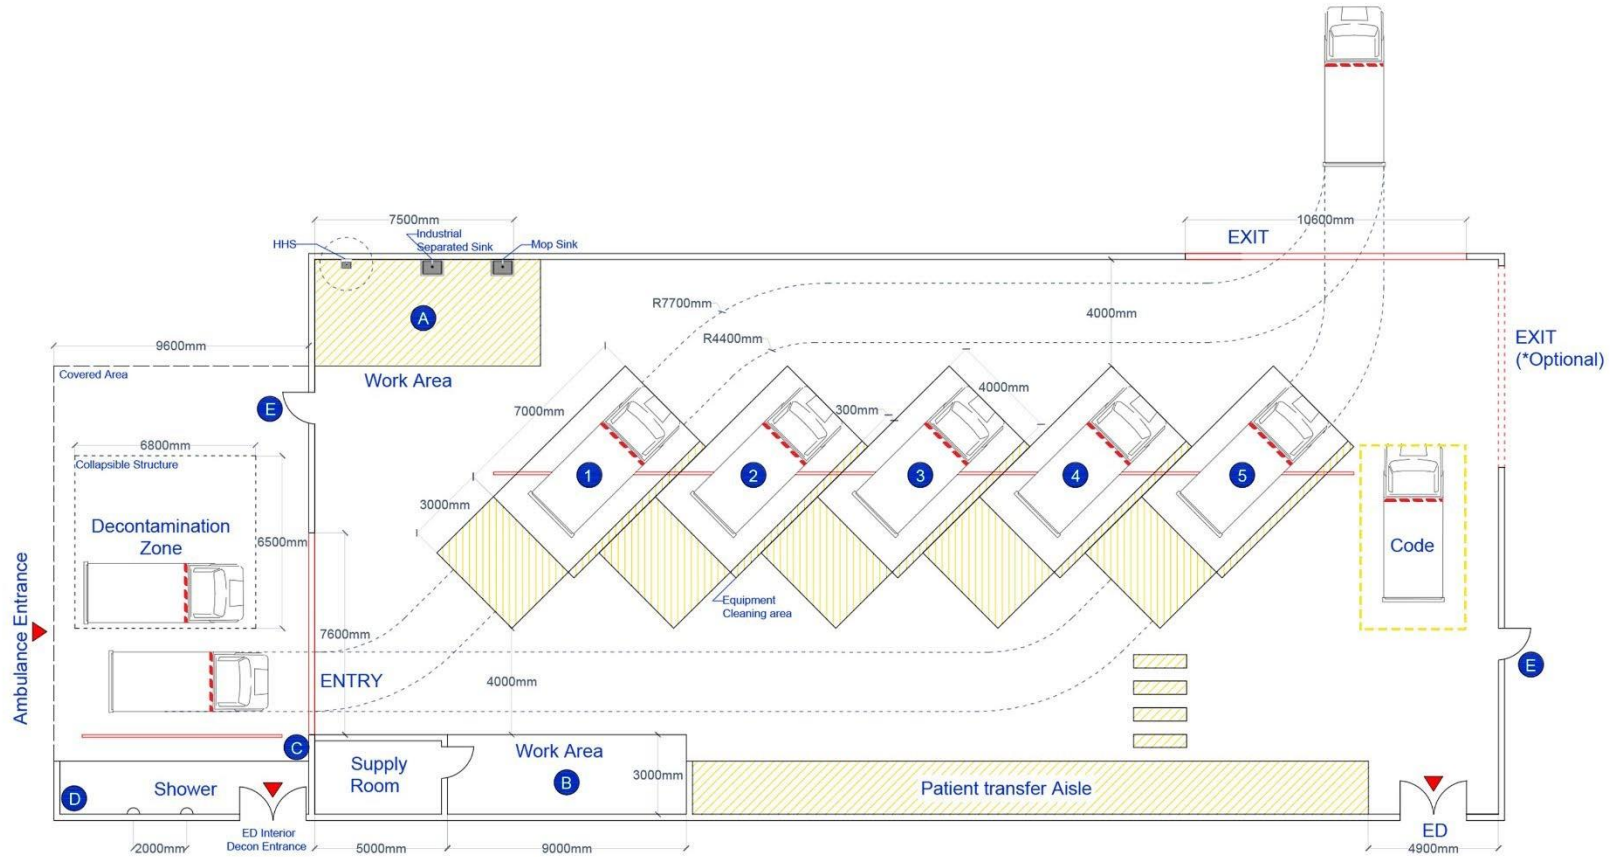 7500mm
10600mm
HHS
Industrial
Separated Sink
Mop Sink
EXIT
R7700mm
A
4000mm
R4400mm
9600mm
EXIT
(*Optional)
Covered Area
Work Area
E
7000mm
300mm
4000mm
6800mm
Collapsible Structure
1
2
3
4
5
3000mm
Decontamination
Zone
6500mm
Code
Equipment
Cleaning area
Ambulance Entrance
7600mm
E
ENTRY
4000mm
C
Work Area
Supply
Room
3000mm
B
Shower
D
Patient transfer Aisle
ED Interior
Decon Entrance
ED
2000mm
5000mm
9000mm
4900mm